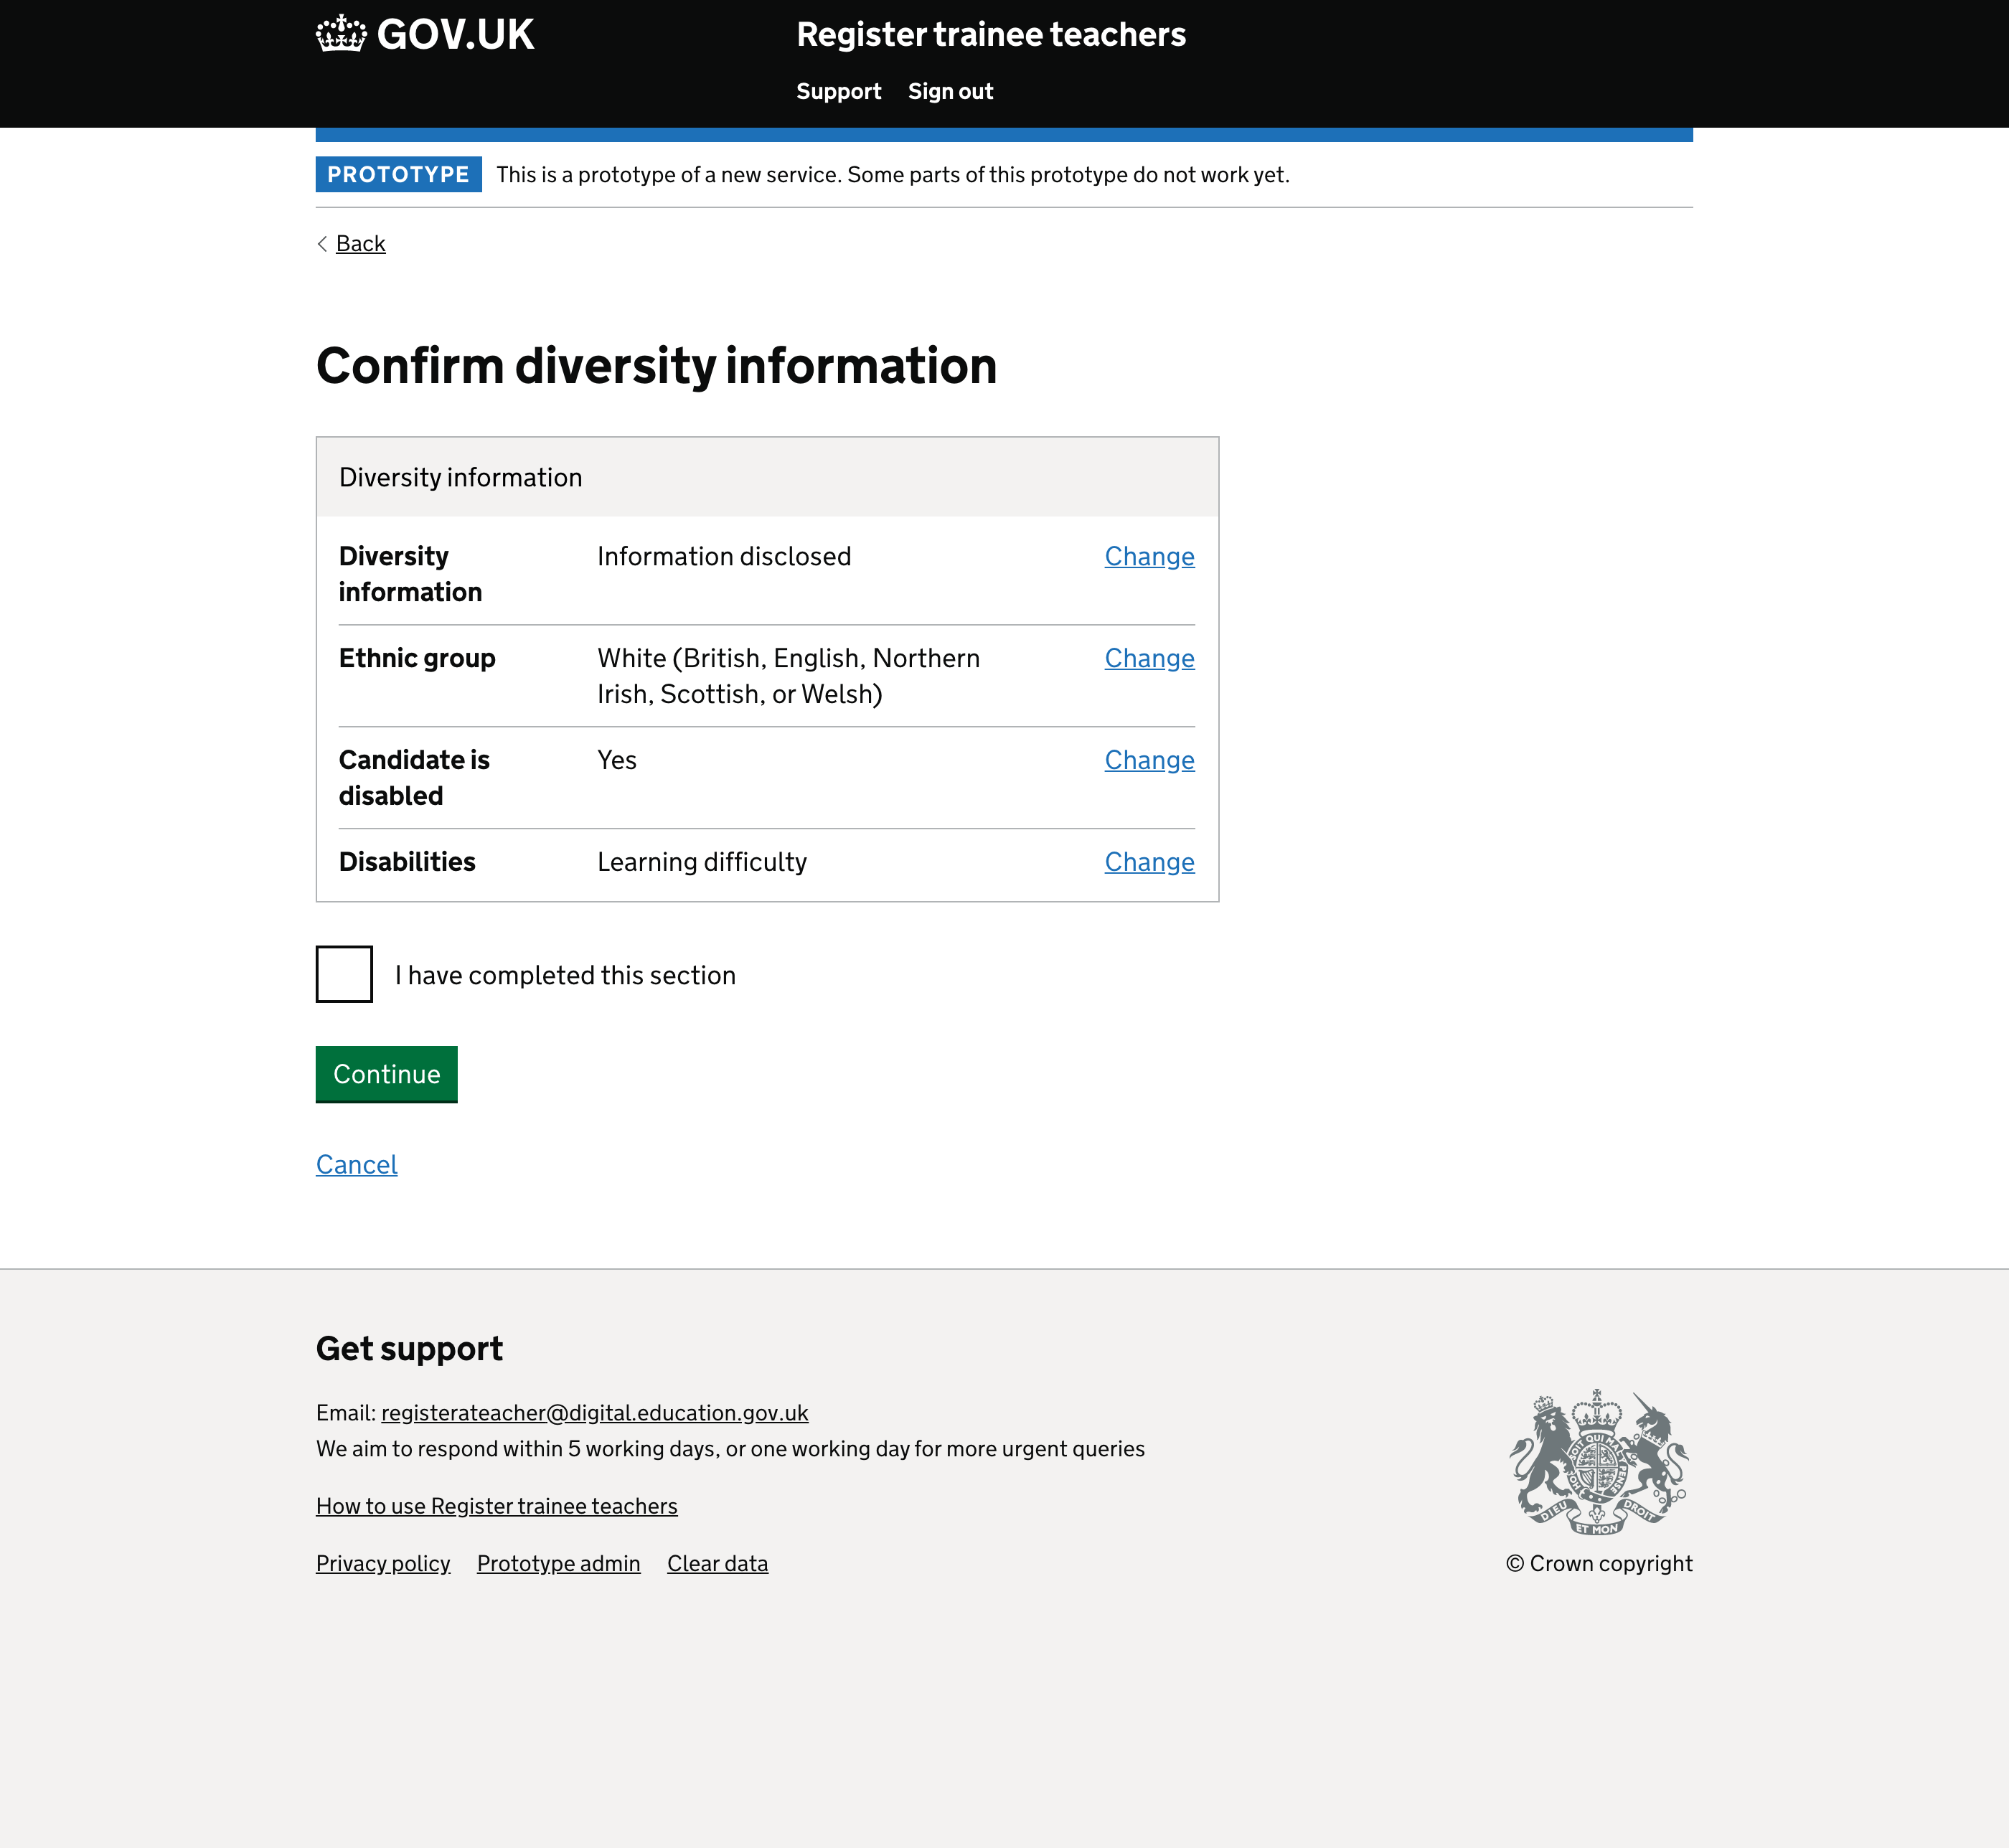 GOV.UK
Register trainee teachers
Support Sign out
PROTOTYPE This is a prototype of a new service. Some parts of this prototype do not work yet.
Back
Confirm diversity information
Diversity information
Diversity information Information disclosed Change
Ethnic group White (British, English, Northern Irish, Scottish, or Welsh) Change
Candidate is disabled Yes Change
Disabilities Learning difficulty Change
I have completed this section
Continue
Cancel
Get support
Email: registerateacher@digital.education.gov.uk
We aim to respond within 5 working days, or one working day for more urgent queries
How to use Register trainee teachers
Privacy policy Prototype admin Clear data
DIEU ET MON DROIT
© Crown copyright